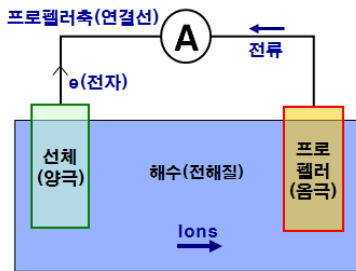 프로펠러축(연결선)
A
전류
e(전자)
선체
(양극)
해수(전해질)
프로
펠러
(음극)
Ions